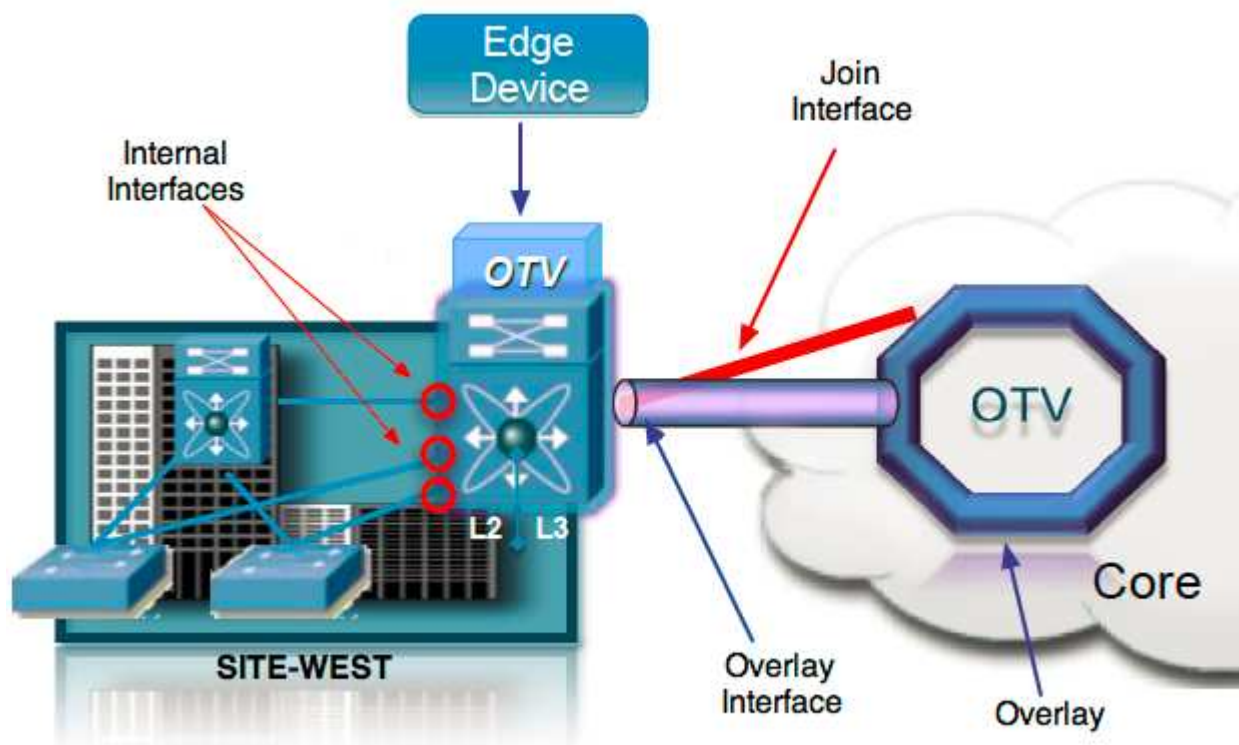 Edge
Device
Join
Interface
Internal
Interfaces
OTV
OTV
L2
L3
Core
SITE-WEST
Overlay
Interface
Overlay